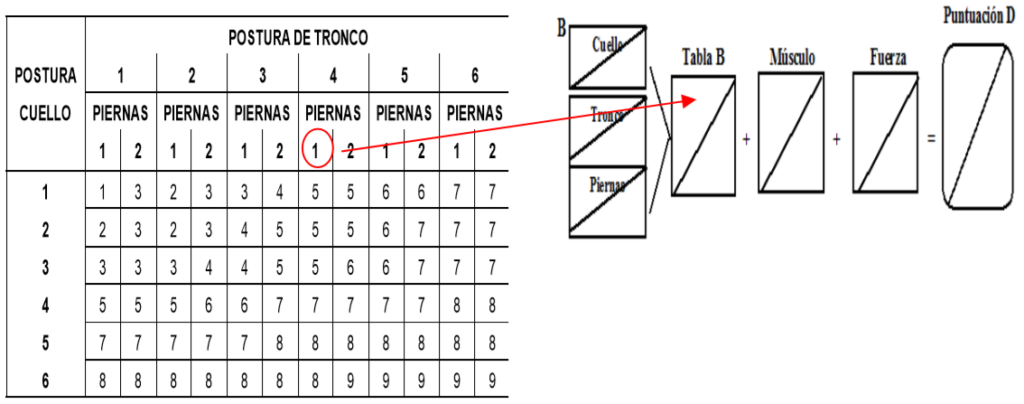 POSTURA DE TRONCO
POSTURA 1 2 3 4 5 6
CUELLO PIERNAS PIERNAS PIERNAS PIERNAS PIERNAS PIERNAS
1 2 1 2 1 2 1 2 1 2 1 2
1 1 3 2 3 3 4 5 5 6 6 7 7
2 2 3 2 3 4 5 5 5 6 7 7 7
3 3 3 3 4 4 5 5 6 6 7 7 7
4 5 5 5 6 6 7 7 7 7 7 8 8
5 7 7 7 7 7 8 8 8 8 8 8 8
6 8 8 8 8 8 8 8 9 9 9 9 9
Puntuación D
B
Cuello
Tabla B Músculo Fuerza
Tronco
+ + =
Piernas